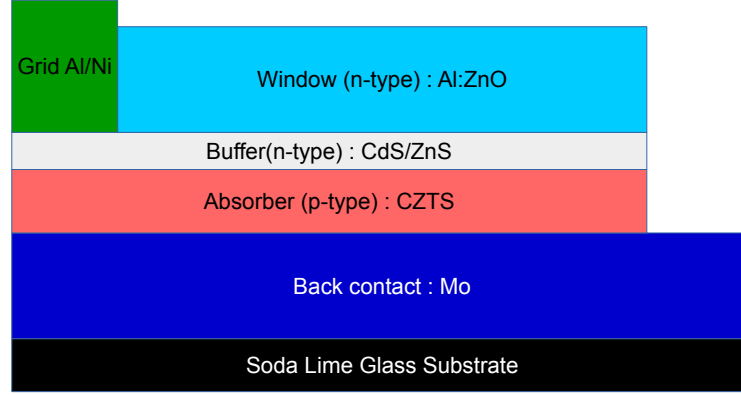 Grid Al/Ni
Window (n-type) : Al:ZnO
Buffer(n-type) : CdS/ZnS
Absorber (p-type) : CZTS
Back contact : Mo
Soda Lime Glass Substrate